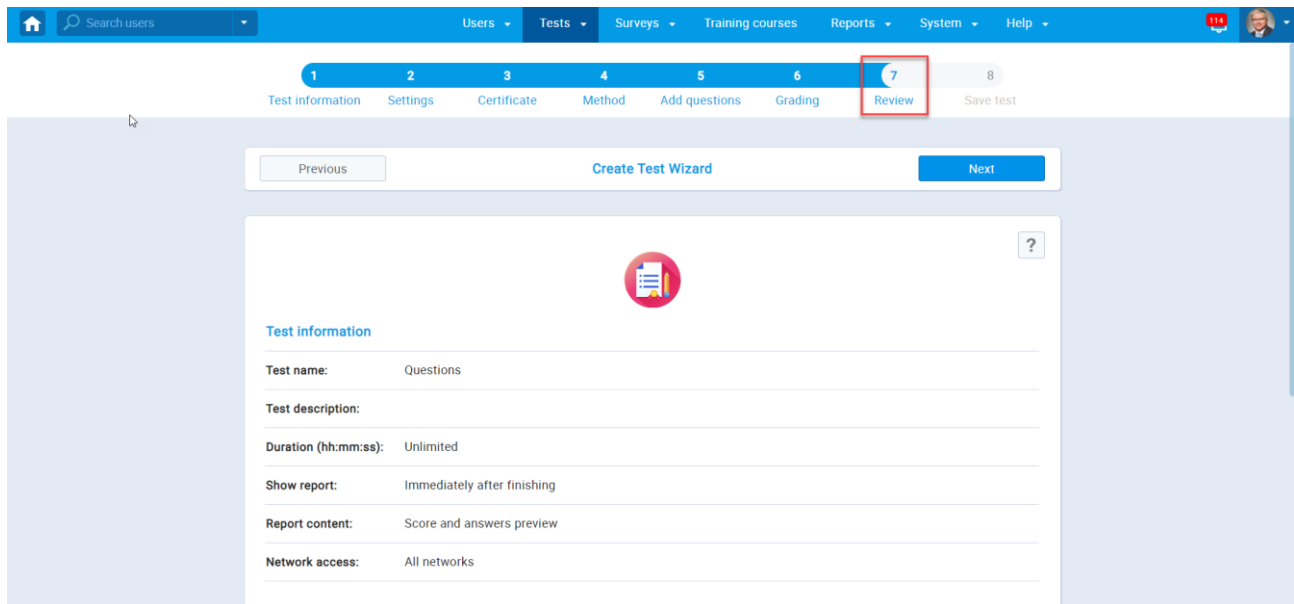 Search users Users Tests Surveys Training courses Reports System Help 114
1 2 3 4 5 6 7 8
Test information Settings Certificate Method Add questions Grading Review Save test
Previous Create Test Wizard Next
?
Test information
Test name: Questions
Test description:
Duration (hh:mm:ss): Unlimited
Show report: Immediately after finishing
Report content: Score and answers preview
Network access: All networks